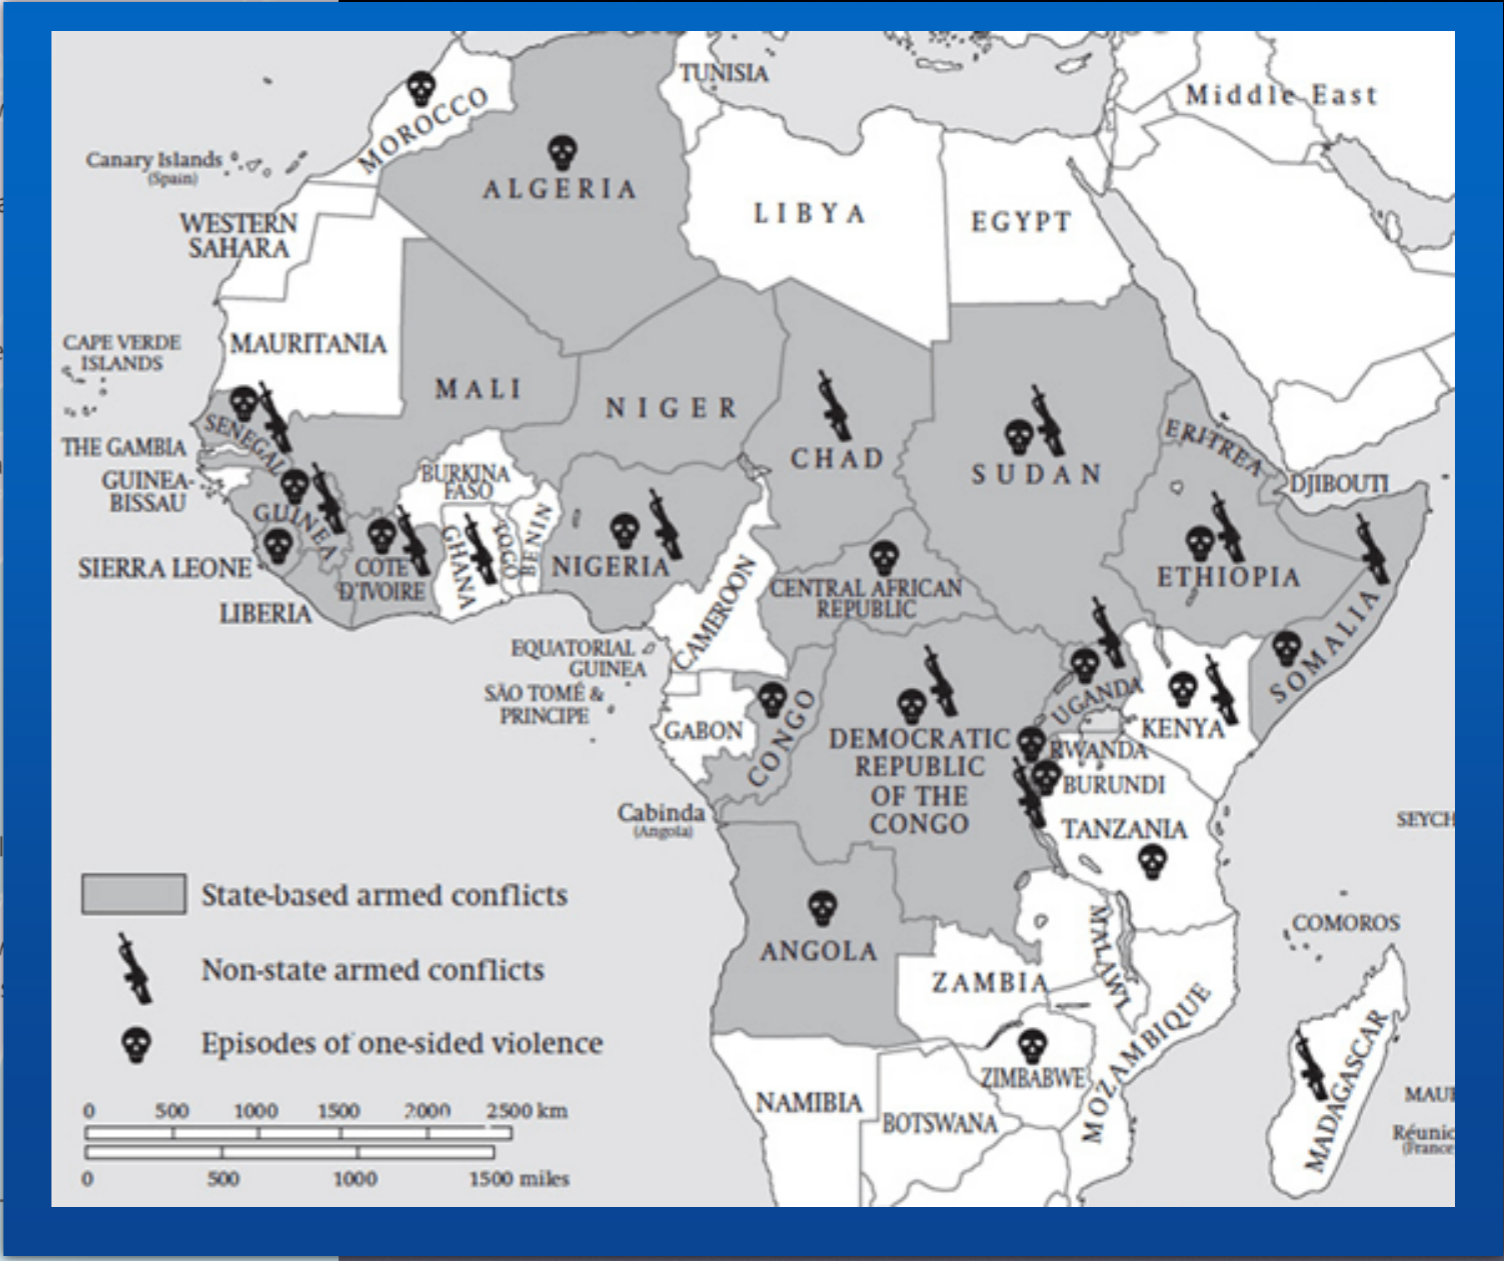 TUNISIA
Middle East
MOROCCO
Canary Islands
(Spain)
ALGERIA
LIBYA
EGYPT
WESTERN
SAHARA
MAURITANIA
CAPE VERDE
ISLANDS
MALI
NIGER
CHAD
SUDAN
ERITREA
SENEGAL
THE GAMBIA
GUINEA-
BISSAU
BURKINA
FASO
DJIBOUTI
GUINEA
SIERRA LEONE
COTE
D'IVOIRE
GHANA
TOGO
BENIN
NIGERIA
CENTRAL AFRICAN
REPUBLIC
ETHIOPIA
LIBERIA
CAMEROON
SOMALIA
EQUATORIAL
GUINEA
SÃO TOMÉ &
PRINCIPE
GABON
CONGO
UGANDA
KENYA
DEMOCRATIC
REPUBLIC
OF THE
CONGO
RWANDA
BURUNDI
Cabinda
(Angola)
TANZANIA
SEYCH
State-based armed conflicts
ANGOLA
MALAWI
COMOROS
Non-state armed conflicts
ZAMBIA
MOZAMBIQUE
Episodes of one-sided violence
ZIMBABWE
MADAGASCAR
NAMIBIA
BOTSWANA
MAUR
Réunio
(France
0 500 1000 1500 2000 2500 km
0 500 1000 1500 miles